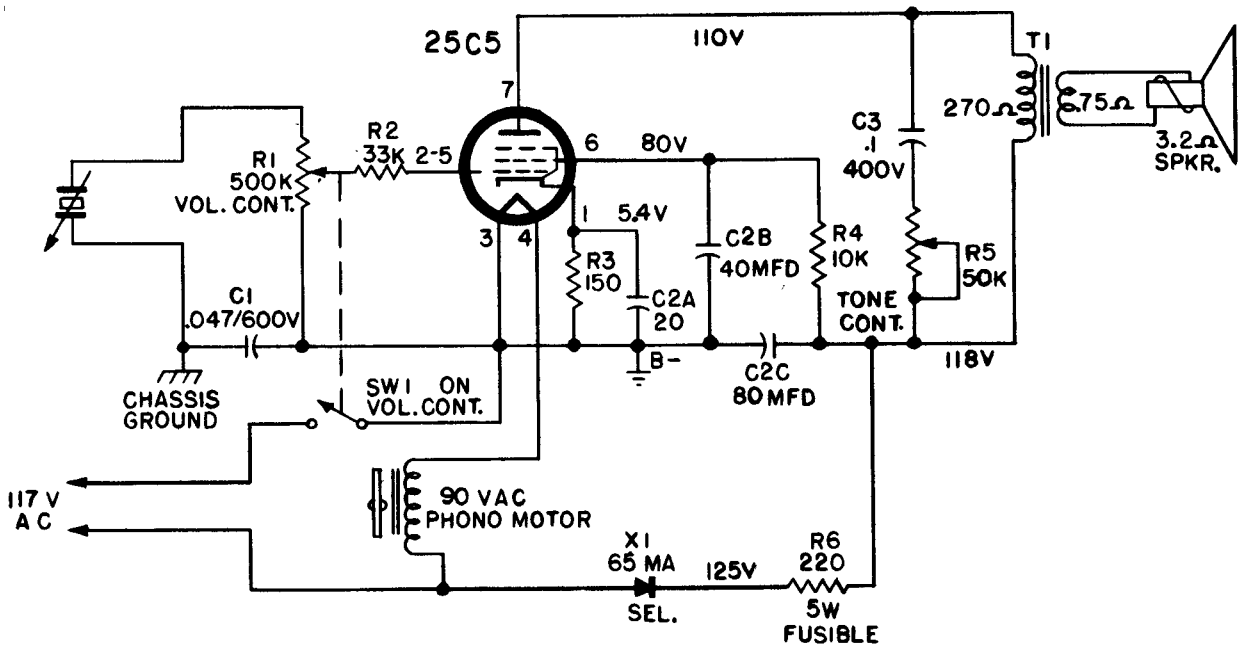 25C5
110V
T1
7
270Ω
.75Ω
3.2Ω
SPKR.
C3
.1
400V
R2
33K
2-5
6
80V
R1
500K
VOL. CONT.
3
4
1
5.4V
R3
150
C2A
20
C2B
40MFD
R4
10K
R5
50K
TONE
CONT.
C1
.047/600V
B-
C2C
80MFD
118V
CHASSIS
GROUND
SW1 ON
VOL. CONT.
117 V
AC
90 VAC
PHONO MOTOR
X1
65 MA
SEL.
125V
R6
220
5W
FUSIBLE